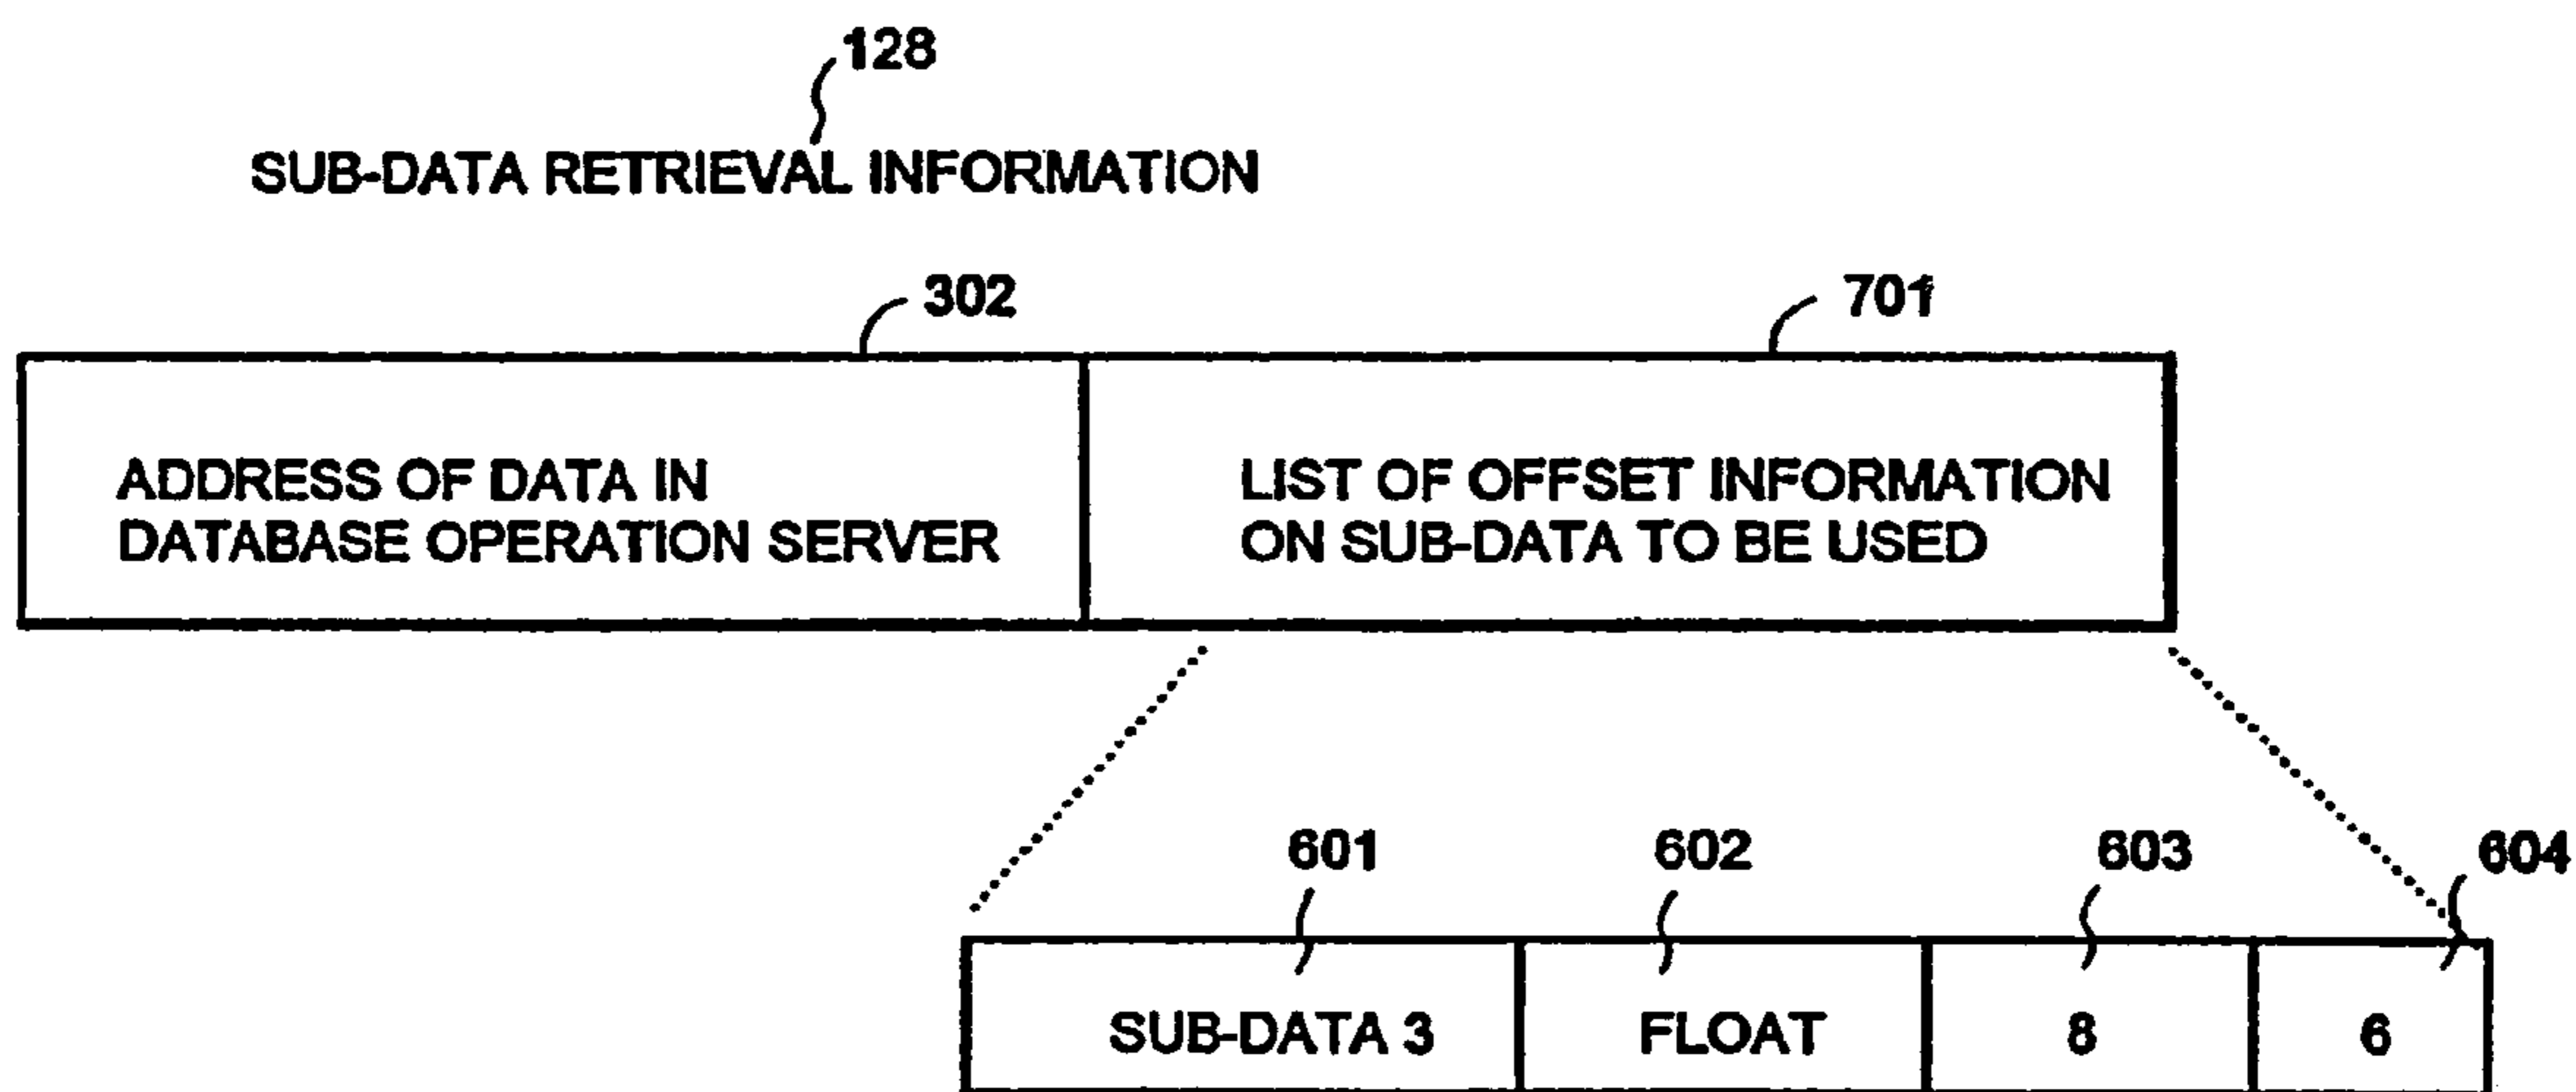 128
SUB-DATA RETRIEVAL INFORMATION
302
701
ADDRESS OF DATA IN
DATABASE OPERATION SERVER
LIST OF OFFSET INFORMATION
ON SUB-DATA TO BE USED
601
602
603
604
SUB-DATA 3
FLOAT
8
6